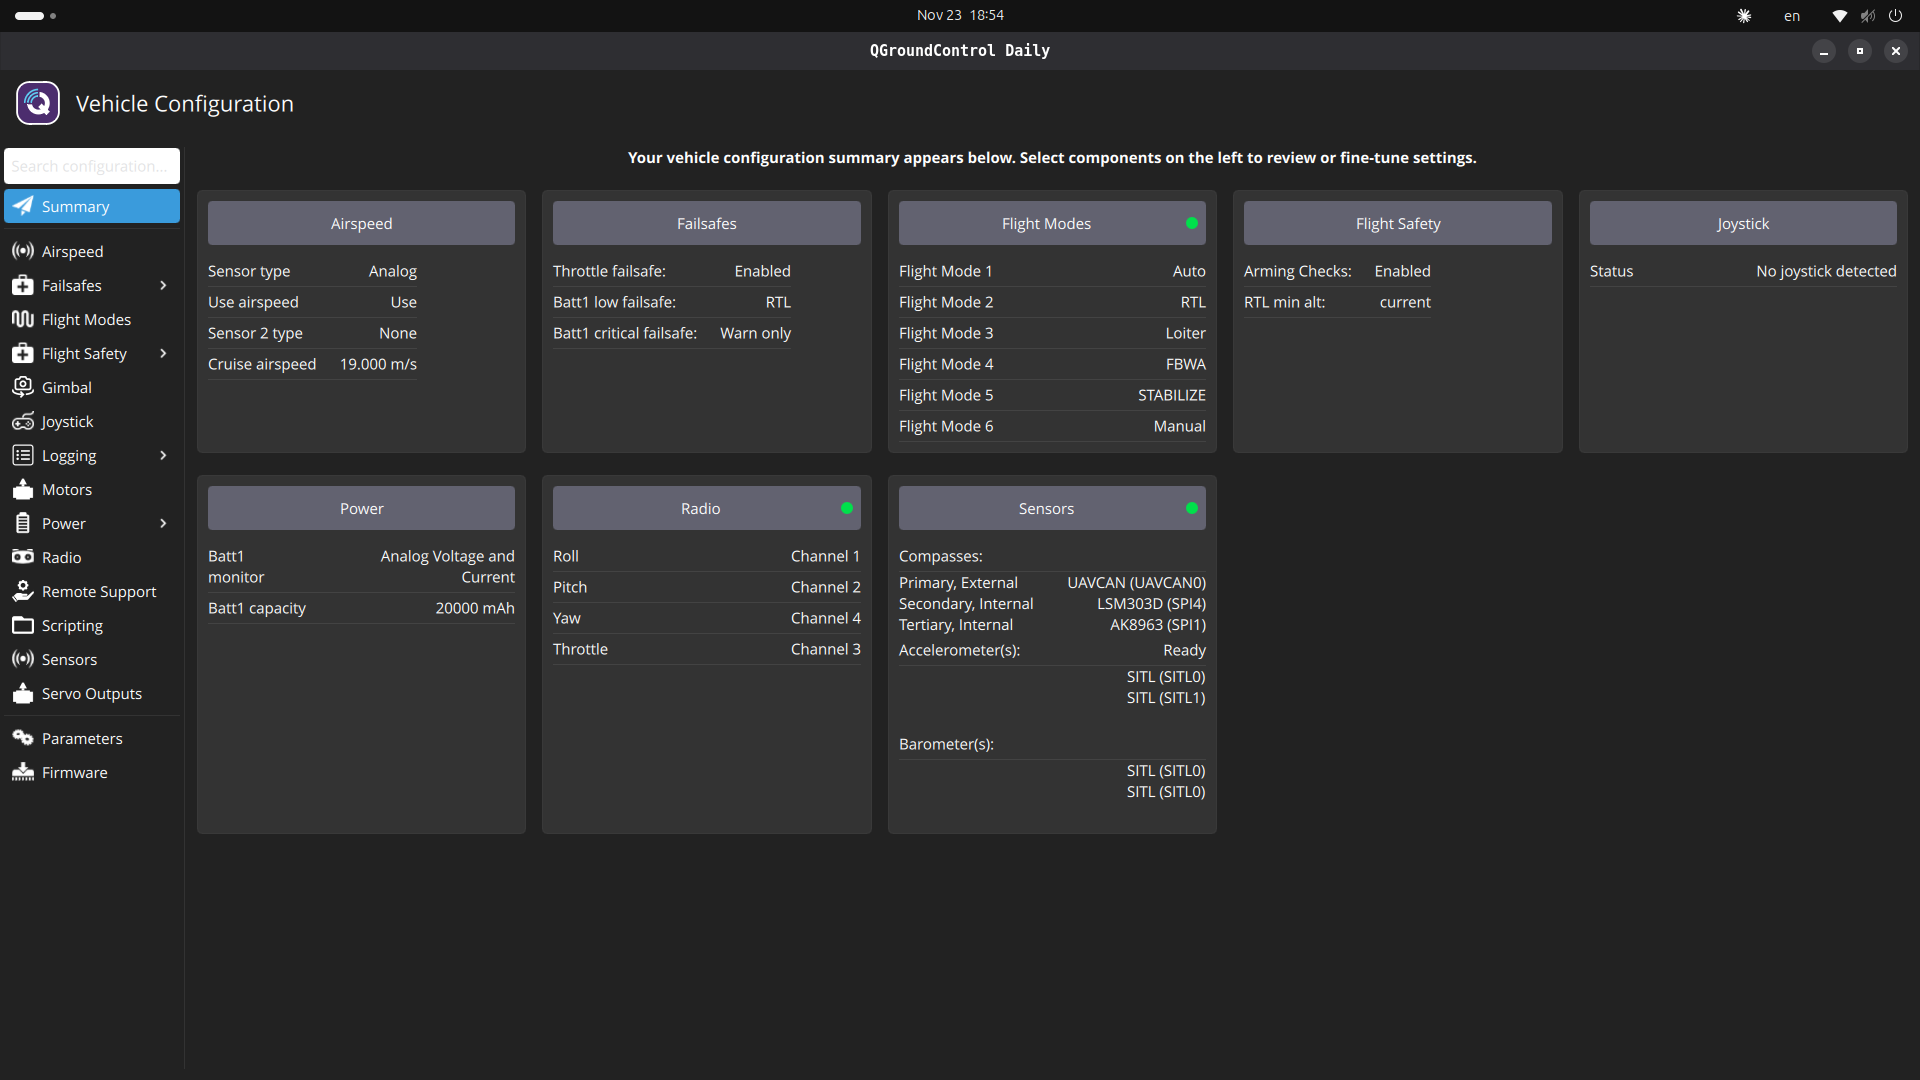 Nov 23 18:54
en
QGroundControl Daily
Vehicle Configuration
Search configuration...
Summary
Airspeed
Failsafes
Flight Modes
Flight Safety
Gimbal
Joystick
Logging
Motors
Power
Radio
Remote Support
Scripting
Sensors
Servo Outputs
Parameters
Firmware
Your vehicle configuration summary appears below. Select components on the left to review or fine-tune settings.
Airspeed
Sensor type Analog
Use airspeed Use
Sensor 2 type None
Cruise airspeed 19.000 m/s
Failsafes
Throttle failsafe: Enabled
Batt1 low failsafe: RTL
Batt1 critical failsafe: Warn only
Flight Modes
Flight Mode 1 Auto
Flight Mode 2 RTL
Flight Mode 3 Loiter
Flight Mode 4 FBWA
Flight Mode 5 STABILIZE
Flight Mode 6 Manual
Flight Safety
Arming Checks: Enabled
RTL min alt: current
Joystick
Status No joystick detected
Power
Batt1 Analog Voltage and
monitor Current
Batt1 capacity 20000 mAh
Radio
Roll Channel 1
Pitch Channel 2
Yaw Channel 4
Throttle Channel 3
Sensors
Compasses:
Primary, External UAVCAN (UAVCAN0)
Secondary, Internal LSM303D (SPI4)
Tertiary, Internal AK8963 (SPI1)
Accelerometer(s): Ready
SITL (SITL0)
SITL (SITL1)
Barometer(s):
SITL (SITL0)
SITL (SITL0)